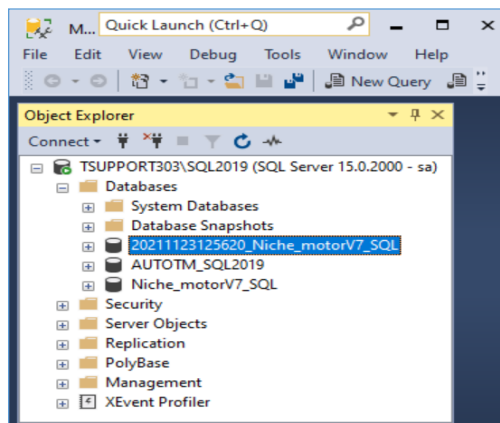 M... Quick Launch (Ctrl+Q)
File Edit View Debug Tools Window Help
New Query
Object Explorer
Connect
TSUPPORT303\SQL2019 (SQL Server 15.0.2000 - sa)
Databases
System Databases
Database Snapshots
20211123125620_Niche_motorV7_SQL
AUTOTM_SQL2019
Niche_motorV7_SQL
Security
Server Objects
Replication
PolyBase
Management
XEvent Profiler